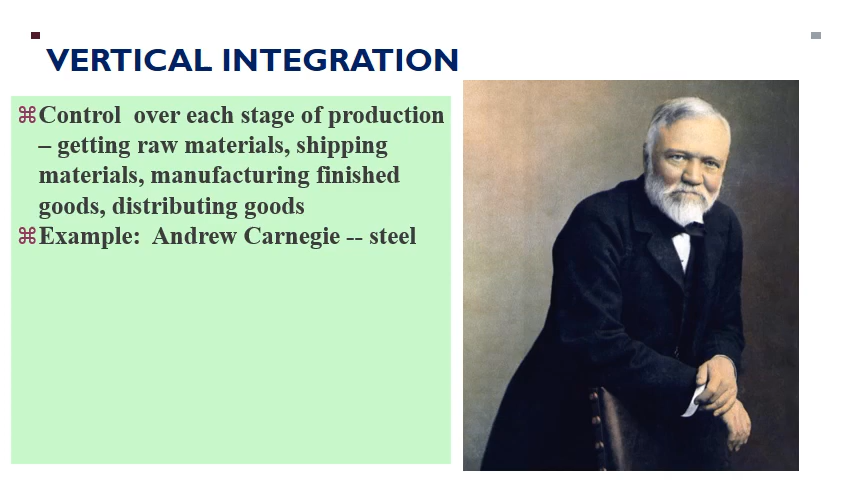 VERTICAL INTEGRATION
⌘Control  over each stage of production
– getting raw materials, shipping
materials, manufacturing finished
goods, distributing goods
⌘Example:  Andrew Carnegie -- steel